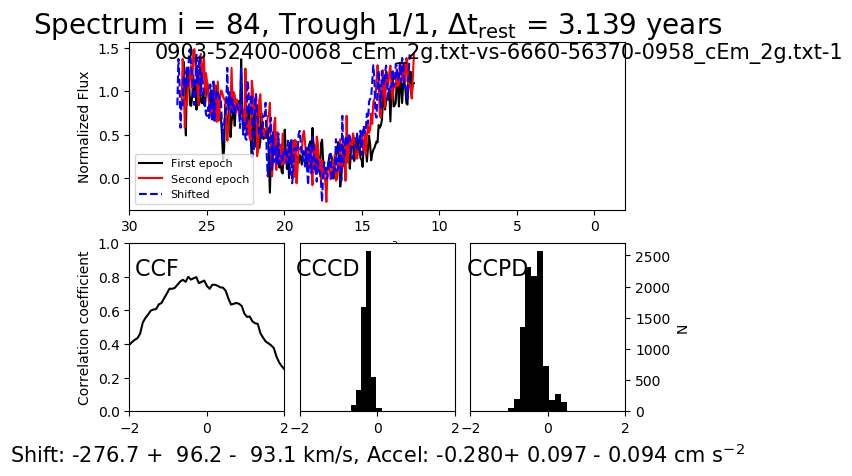 Spectrum i = 84, Trough 1/1, Δt_rest = 3.139 years
0903-52400-0068_cEm_2g.txt-vs-6660-56370-0958_cEm_2g.txt-1
Normalized Flux
1.5
1.0
0.5
0.0
First epoch
Second epoch
Shifted
30 25 20 15 10 5 0
Correlation coefficient
1.0
0.8
0.6
0.4
0.2
0.0
CCF
CCCD
CCPD
2500
2000
1500
1000
500
0
N
−2 0 2
−2 0 2
−2 0 2
Shift: -276.7 + 96.2 - 93.1 km/s, Accel: -0.280+ 0.097 - 0.094 cm s⁻²